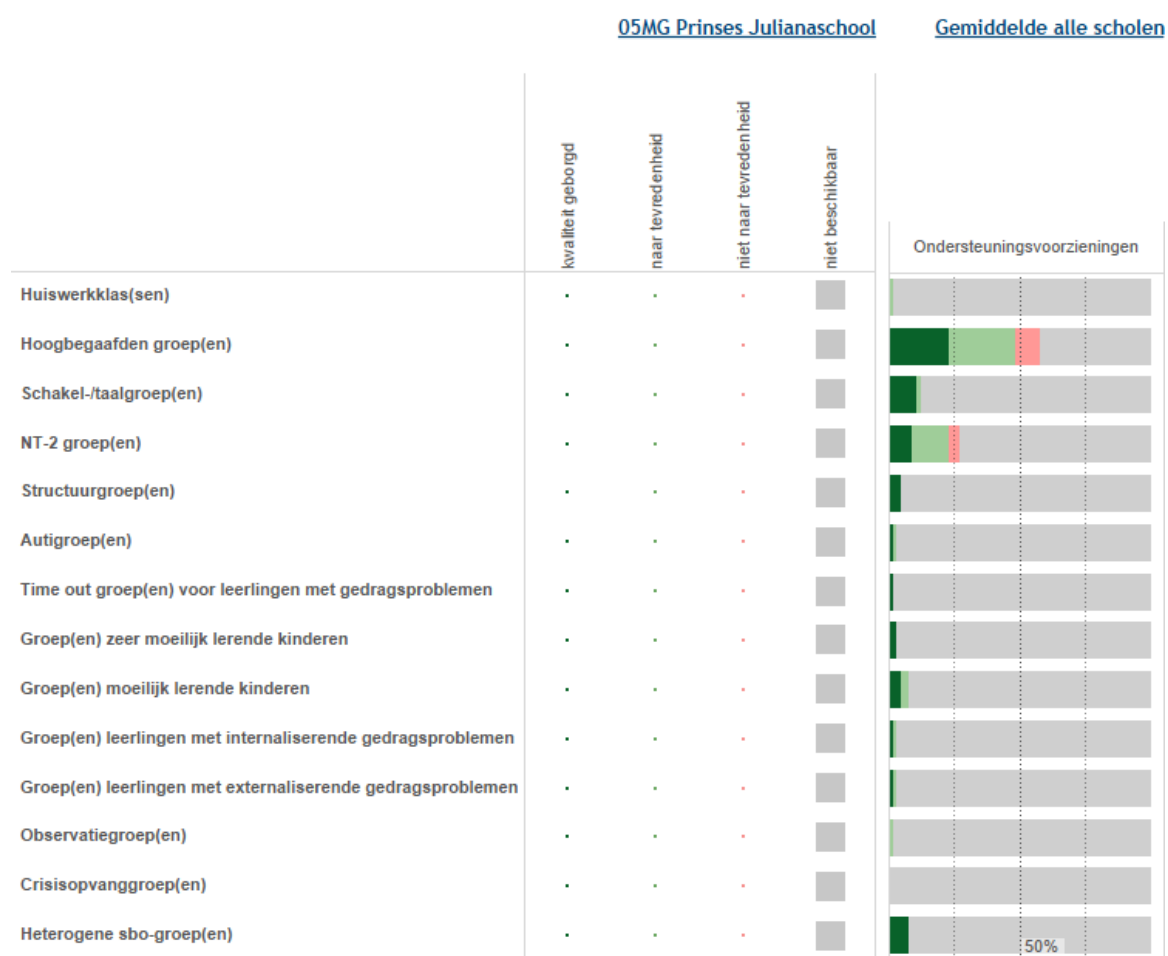 05MG Prinses Julianaschool
Gemiddelde alle scholen
kwaliteit geborgd
naar tevredenheid
niet naar tevredenheid
niet beschikbaar
Ondersteuningsvoorzieningen
Huiswerkklas(sen)
Hoogbegaafden groep(en)
Schakel-/taalgroep(en)
NT-2 groep(en)
Structuurgroep(en)
Autigroep(en)
Time out groep(en) voor leerlingen met gedragsproblemen
Groep(en) zeer moeilijk lerende kinderen
Groep(en) moeilijk lerende kinderen
Groep(en) leerlingen met internaliserende gedragsproblemen
Groep(en) leerlingen met externaliserende gedragsproblemen
Observatiegroep(en)
Crisisopvanggroep(en)
Heterogene sbo-groep(en)
50%